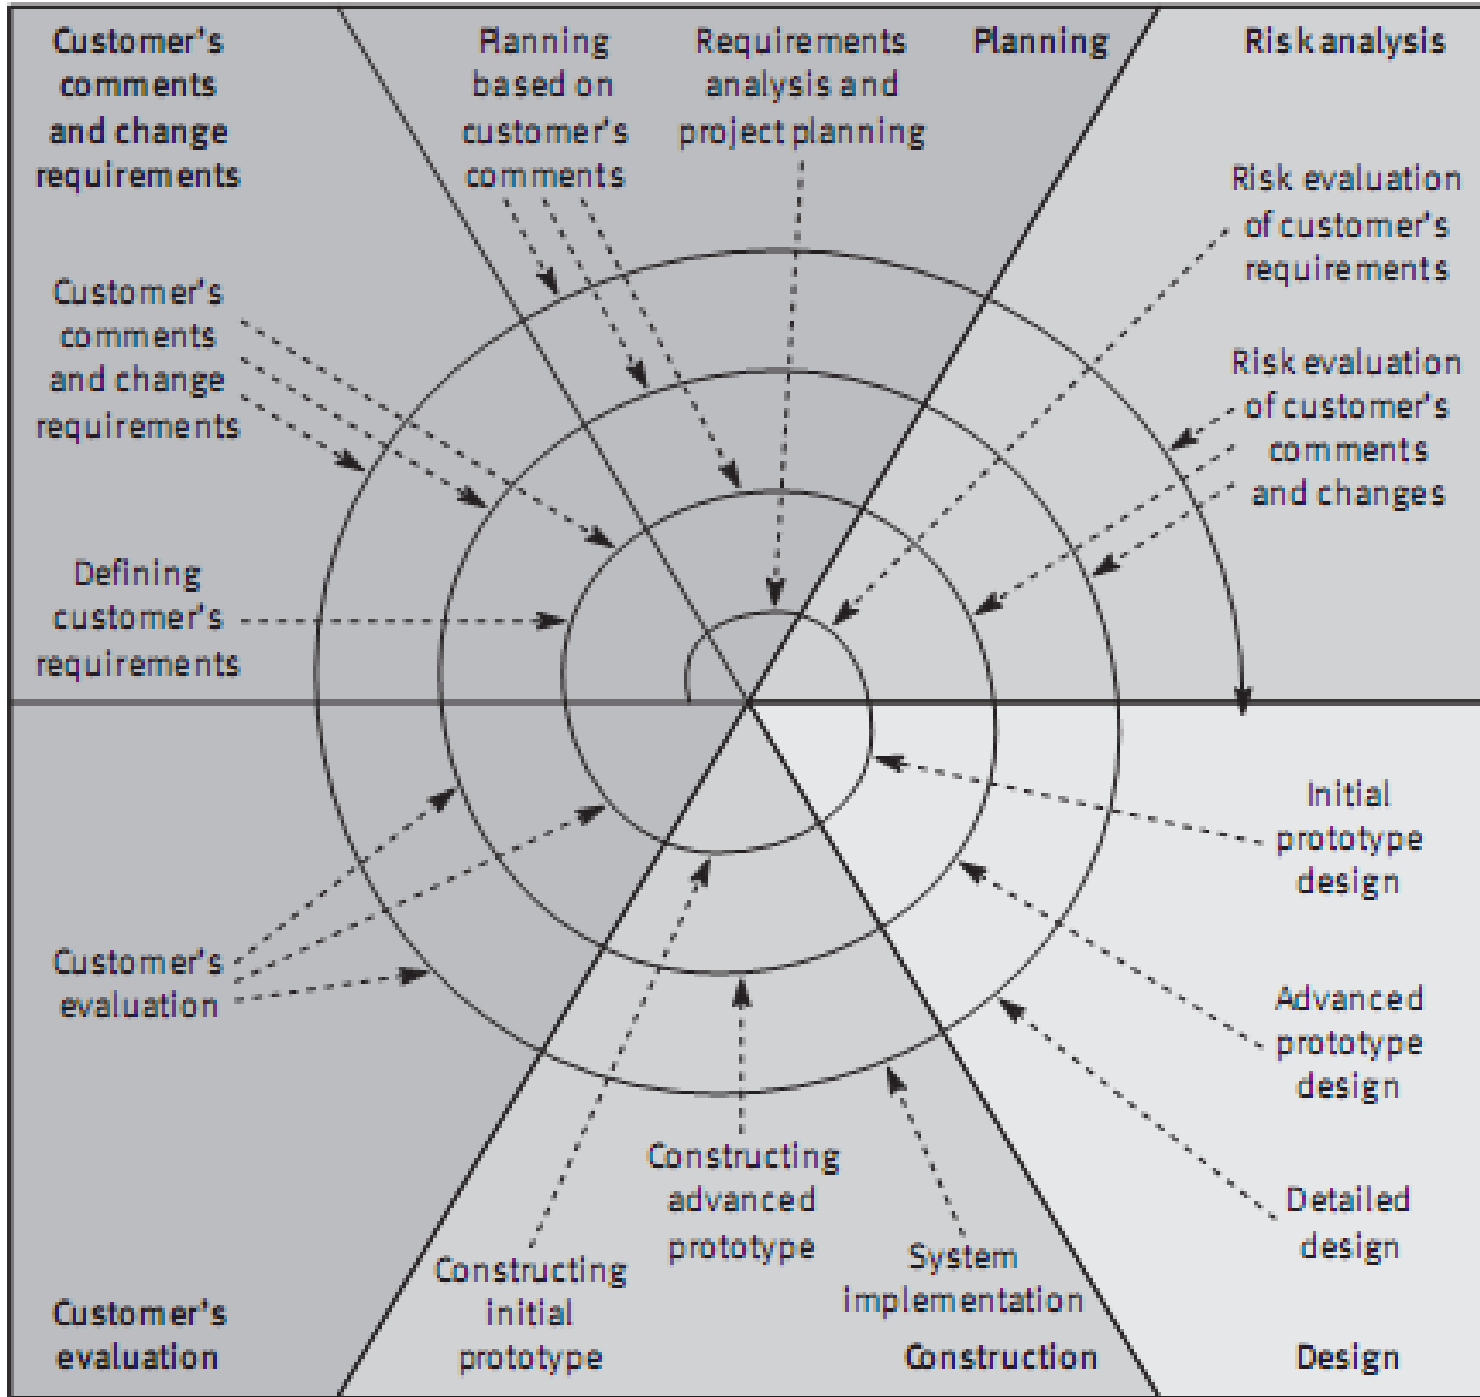 Customer's
comments
and change
requirements
Planning
based on
customer's
comments
Requirements
analysis and
project planning
Planning
Risk analysis
Risk evaluation
of customer's
requirements
Customer's
comments
and change
requirements
Risk evaluation
of customer's
comments
and changes
Defining
customer's
requirements
Initial
prototype
design
Customer's
evaluation
Advanced
prototype
design
Constructing
advanced
prototype
Detailed
design
Constructing
initial
prototype
System
implementation
Customer's
evaluation
Construction
Design